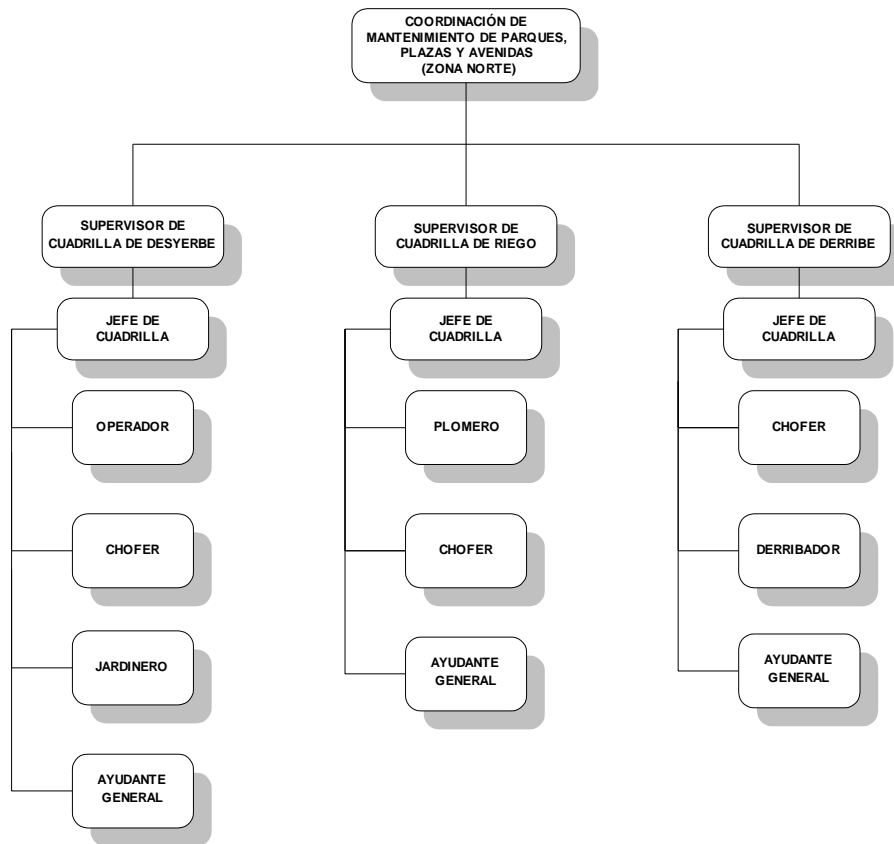 COORDINACIÓN DE
MANTENIMIENTO DE PARQUES,
PLAZAS Y AVENIDAS
(ZONA NORTE)
SUPERVISOR DE
CUADRILLA DE DESYERBE
JEFE DE
CUADRILLA
OPERADOR
CHOFER
JARDINERO
AYUDANTE
GENERAL
SUPERVISOR DE
CUADRILLA DE RIEGO
JEFE DE
CUADRILLA
PLOMERO
CHOFER
AYUDANTE
GENERAL
SUPERVISOR DE
CUADRILLA DE DERRIBE
JEFE DE
CUADRILLA
CHOFER
DERRIBADOR
AYUDANTE
GENERAL